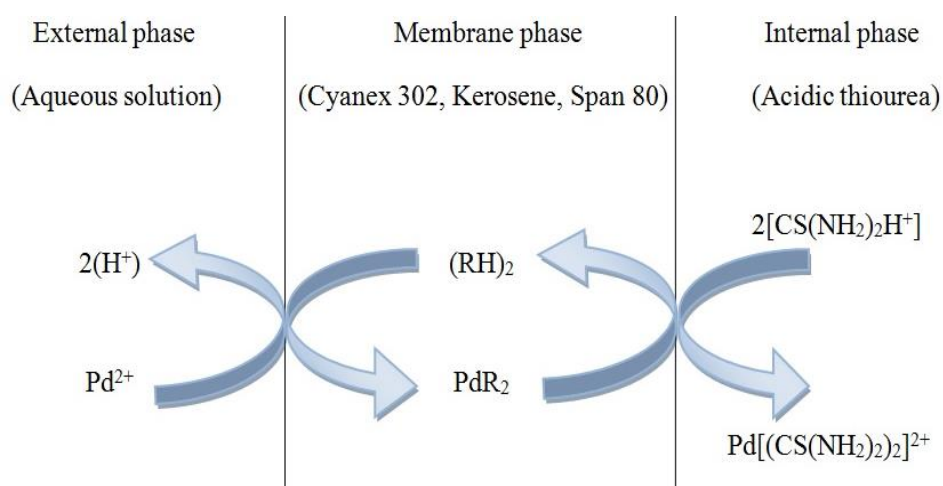 External phase
Membrane phase
Internal phase
(Aqueous solution)
(Cyanex 302, Kerosene, Span 80)
(Acidic thiourea)
2[CS(NH₂)₂H⁺]
2(H⁺)
(RH)₂
Pd²⁺
PdR₂
Pd[(CS(NH₂)₂)₂]²⁺